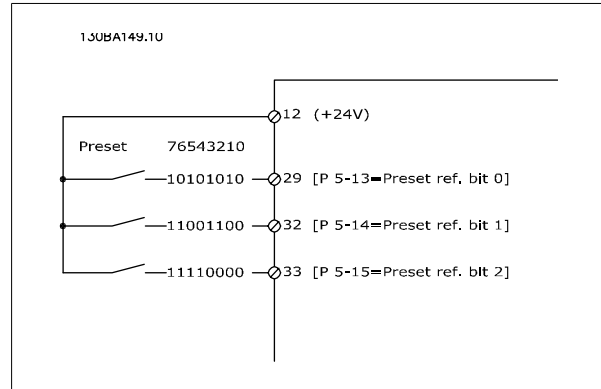 130BA149.10
12 (+24V)
Preset 76543210
10101010 29 [P 5-13=Preset ref. bit 0]
11001100 32 [P 5-14=Preset ref. bit 1]
11110000 33 [P 5-15=Preset ref. bit 2]